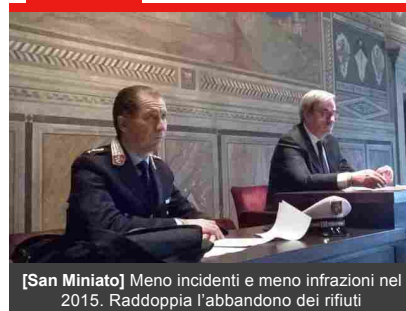 [San Miniato] Meno incidenti e meno infrazioni nel
2015. Raddoppia l'abbandono dei rifiuti